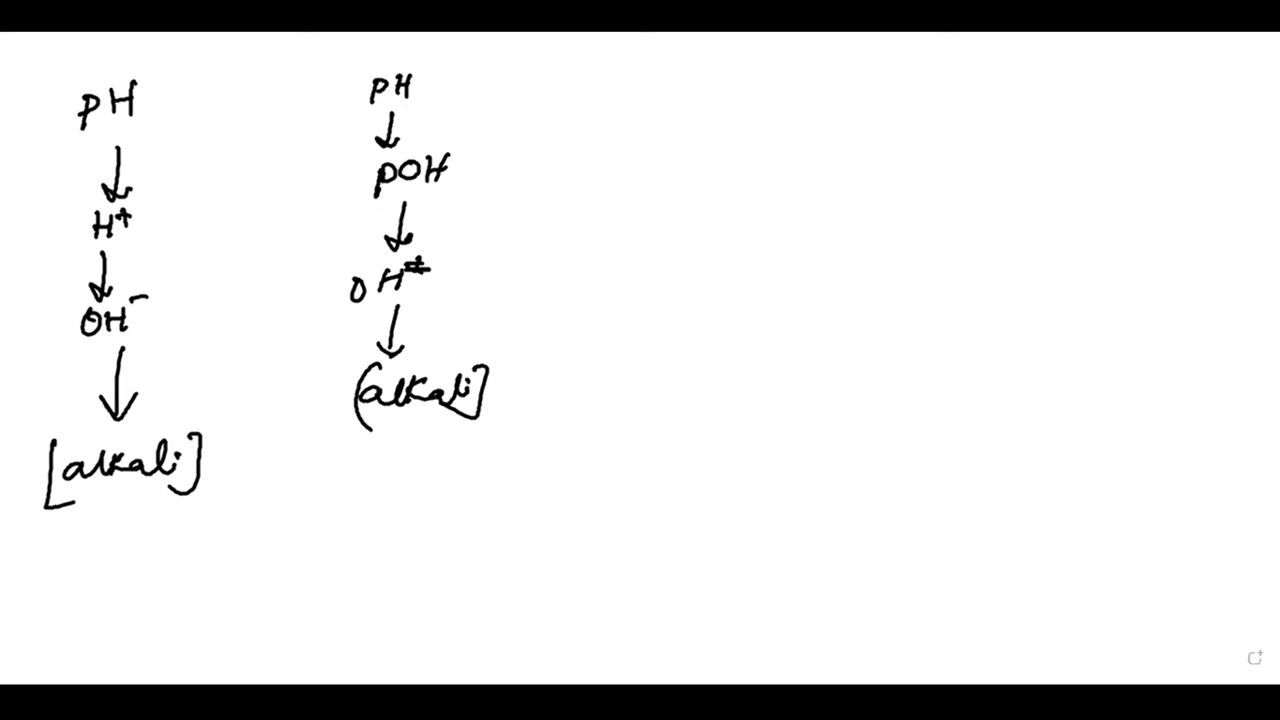 pH
H⁺
OH⁻
[alkali]
pH
pOH
OH
(alkali]